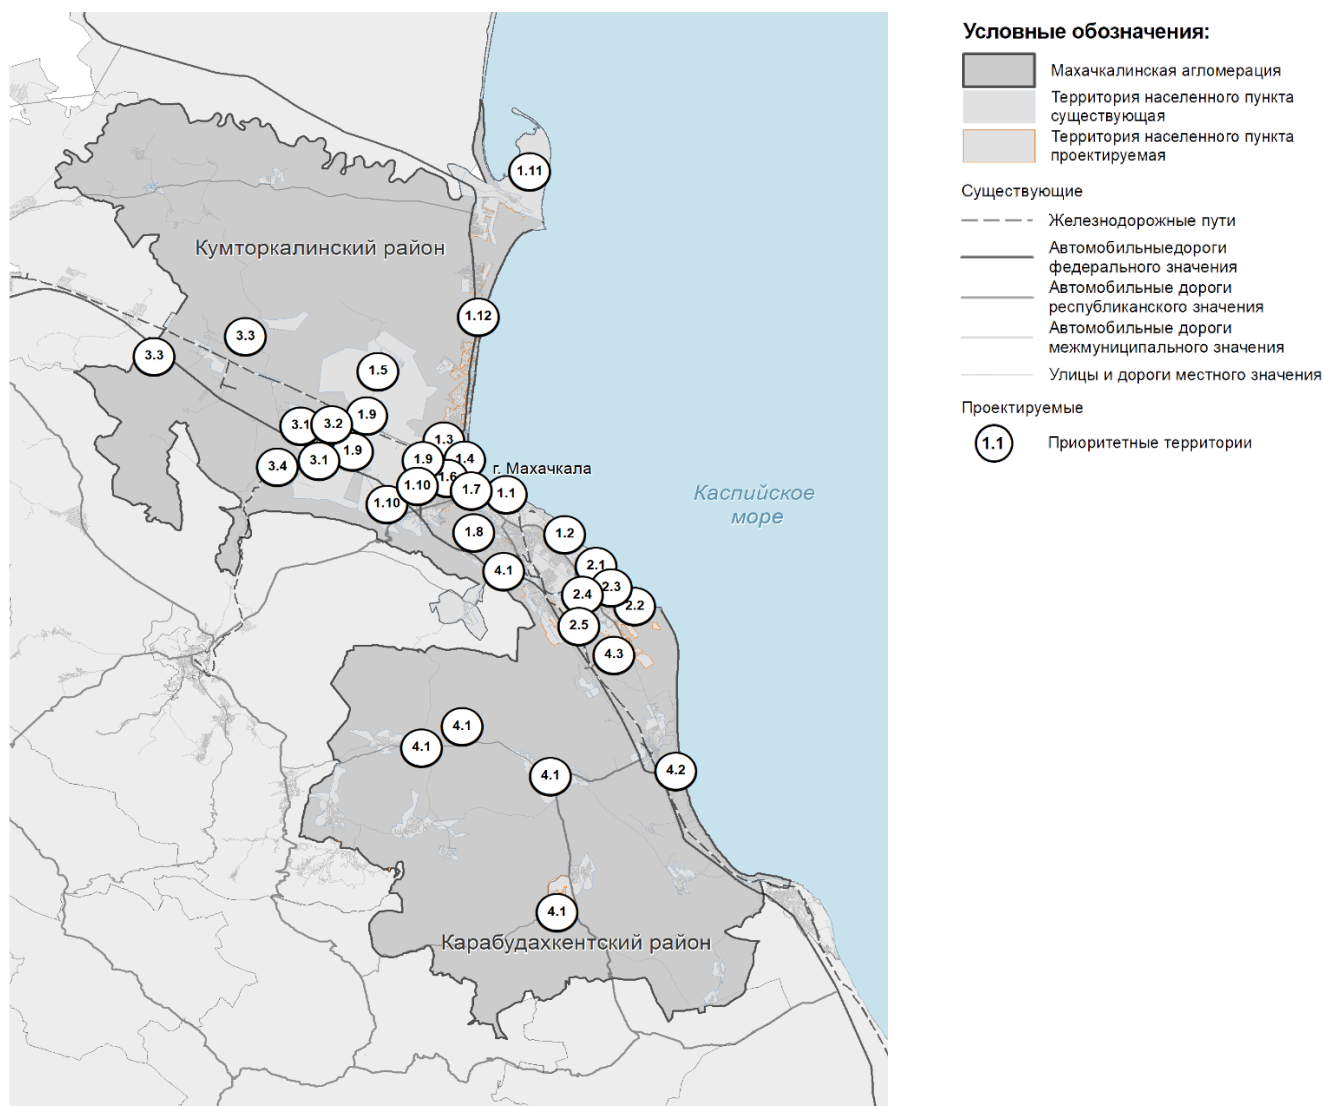 Условные обозначения:
Махачкалинская агломерация
Территория населенного пункта
существующая
Территория населенного пункта
проектируемая
Существующие
Железнодорожные пути
Автомобильныедороги
федерального значения
Автомобильные дороги
республиканского значения
Автомобильные дороги
межмуниципального значения
Улицы и дороги местного значения
Проектируемые
1.1
Приоритетные территории
1.11
Кумторкалинский район
1.12
3.3
3.3
1.5
1.9
3.1
3.2
1.3
1.9
1.9
1.4
3.4
3.1
г. Махачкала
1.6
1.10
1.7
1.1
1.10
Каспийское
море
1.8
1.2
4.1
2.1
2.3
2.4
2.2
2.5
4.3
4.1
4.1
4.1
4.2
4.1
Карабудахкентский район